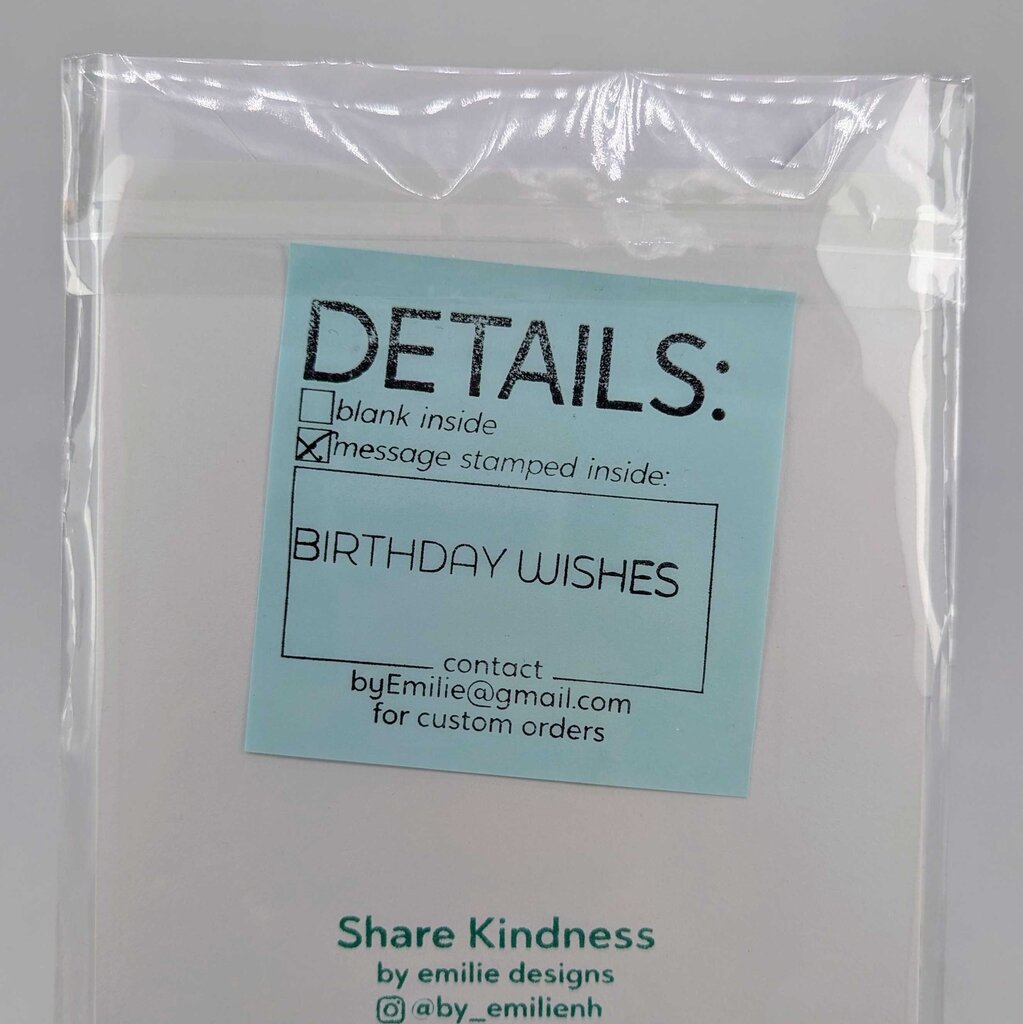 DETAILS:
blank inside
message stamped inside:
BIRTHDAY WISHES
contact
byEmilie@gmail.com
for custom orders
Share Kindness
by emilie designs
@by_emilienh